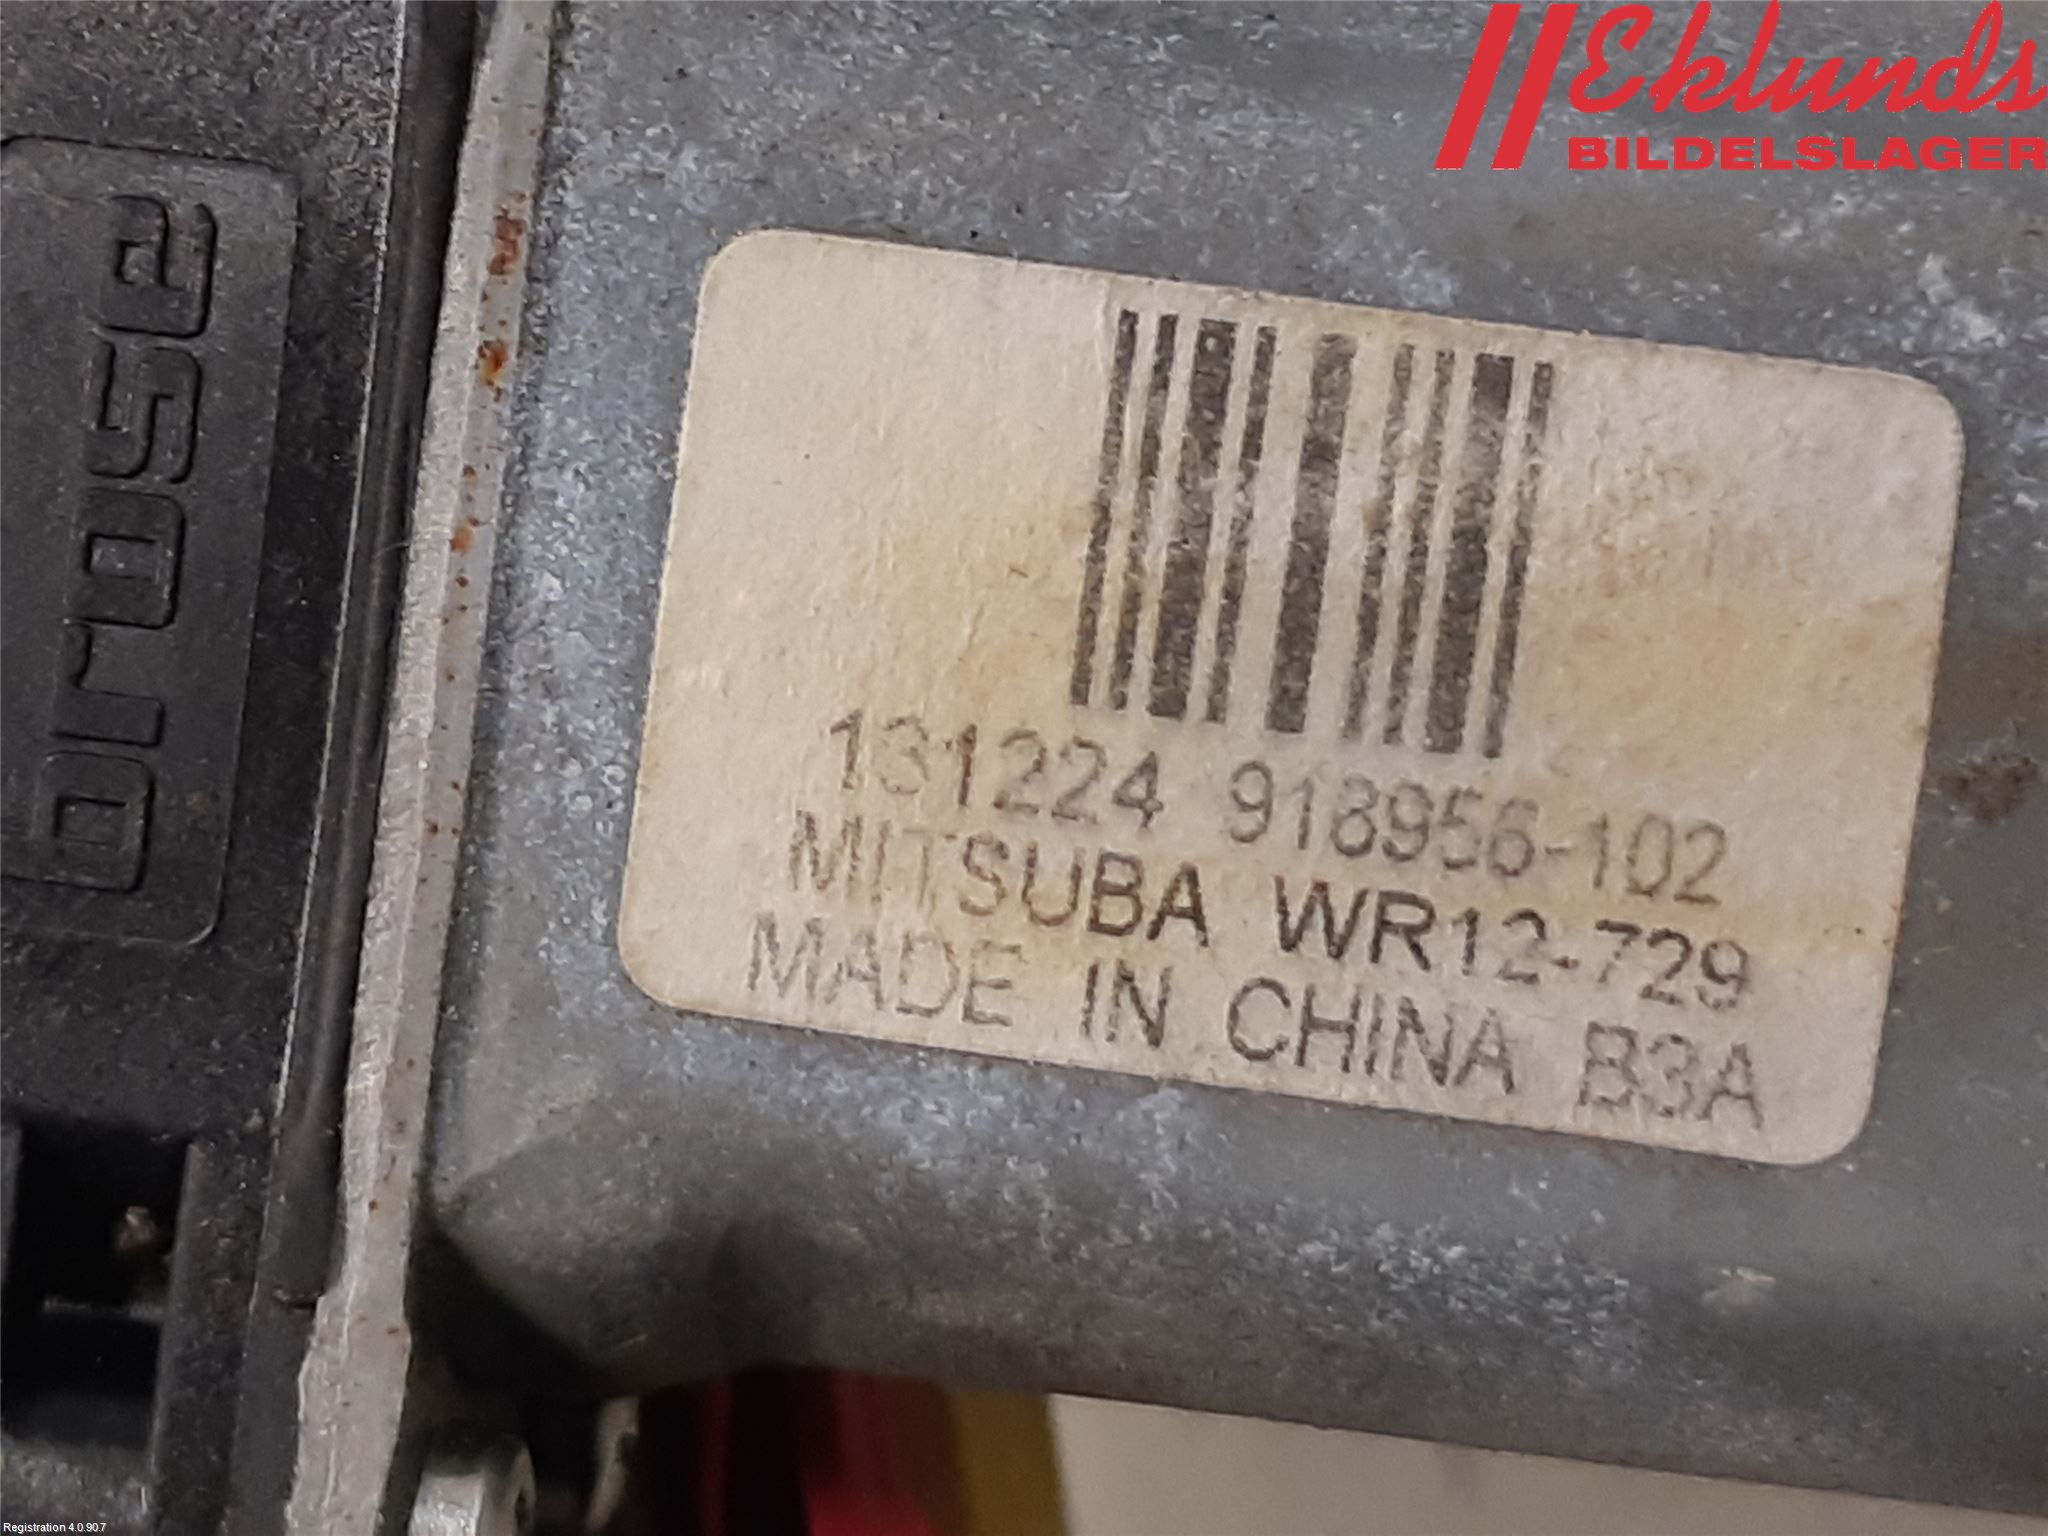 Eklunds
BILDELSLAGER
brose
131224 918956-102
MITSUBA WR12-729
MADE IN CHINA B3A
Registration 4.0.90.7